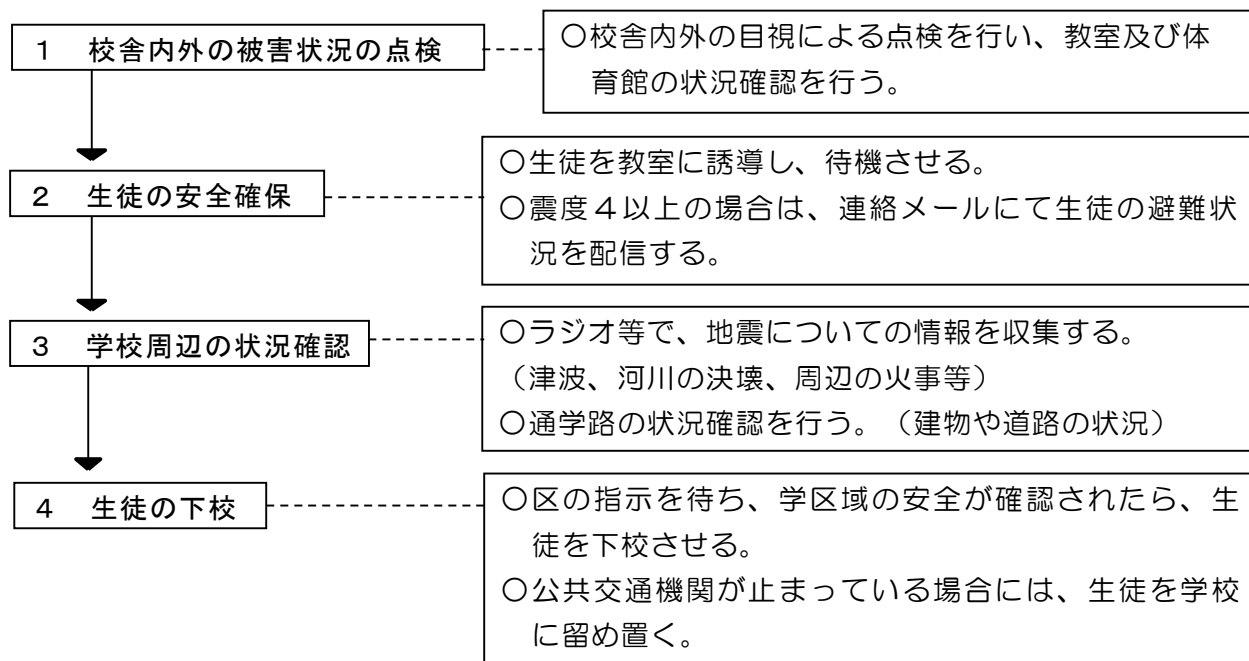 1　校舎内外の被害状況の点検
〇校舎内外の目視による点検を行い、教室及び体
育館の状況確認を行う。
2　生徒の安全確保
〇生徒を教室に誘導し、待機させる。
〇震度４以上の場合は、連絡メールにて生徒の避難状
況を配信する。
3　学校周辺の状況確認
〇ラジオ等で、地震についての情報を収集する。
（津波、河川の決壊、周辺の火事等）
〇通学路の状況確認を行う。（建物や道路の状況）
4　生徒の下校
〇区の指示を待ち、学区域の安全が確認されたら、生
徒を下校させる。
〇公共交通機関が止まっている場合には、生徒を学校
に留め置く。